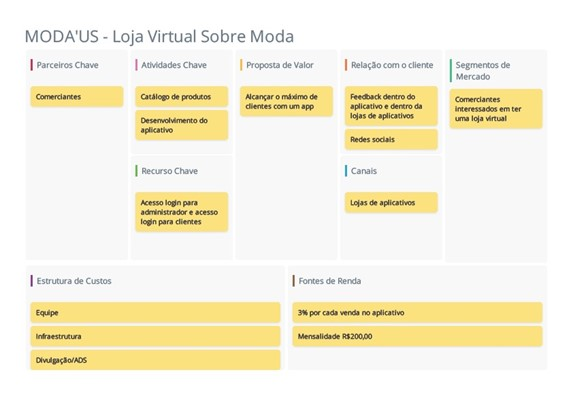 MODA'US - Loja Virtual Sobre Moda
Parceiros Chave
Comerciantes
Atividades Chave
Catálogo de produtos
Desenvolvimento do
aplicativo
Recurso Chave
Acesso login para
administrador e acesso
login para clientes
Proposta de Valor
Alcançar o máximo de
clientes com um app
Relação com o cliente
Feedback dentro do
aplicativo e dentro da
lojas de aplicativos
Redes sociais
Canais
Lojas de aplicativos
Segmentos de
Mercado
Comerciantes
interessados em ter
uma loja virtual
Estrutura de Custos
Equipe
Infraestrutura
Divulgação/ADS
Fontes de Renda
3% por cada venda no aplicativo
Mensalidade R$200,00